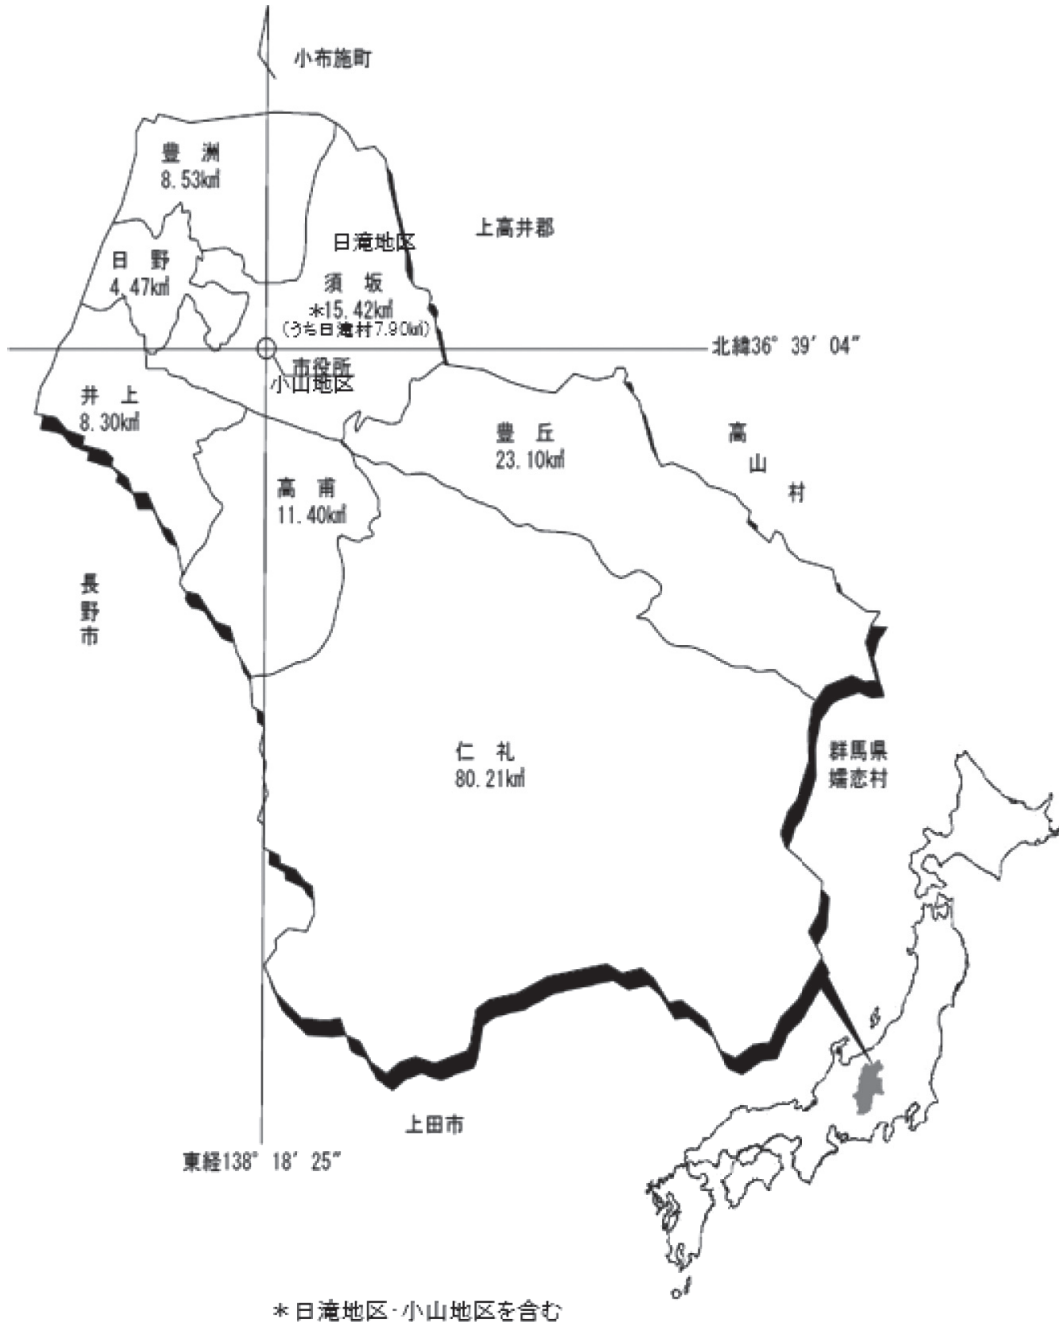 小布施町
豊 洲
8.53k㎡
上高井郡
日滝地区
日 野
4.47k㎡
須 坂
*15.42k㎡
(うち日滝村7.90k㎡)
北緯36° 39′ 04″
市役所
小山地区
井 上
8.30k㎡
豊 丘
23.10k㎡
高山村
高 甫
11.40k㎡
長野市
仁 礼
80.21k㎡
群馬県
嬬恋村
上田市
東経138° 18′ 25″
*日滝地区・小山地区を含む